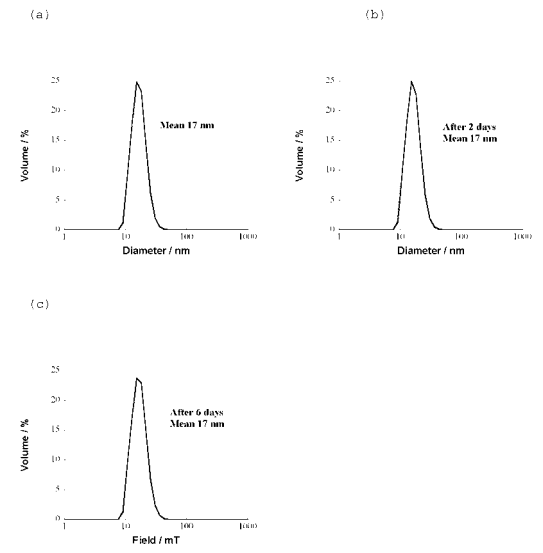 (a)
(b)
25
20
15
10
5
0
Volume / %
Mean 17 nm
1
10
100
1000
Diameter / nm
25
20
15
10
5
0
Volume / %
After 2 days
Mean 17 nm
1
10
100
1000
Diameter / nm
(c)
25
20
15
10
5
0
Volume / %
After 6 days
Mean 17 nm
1
10
100
1000
Field / mT